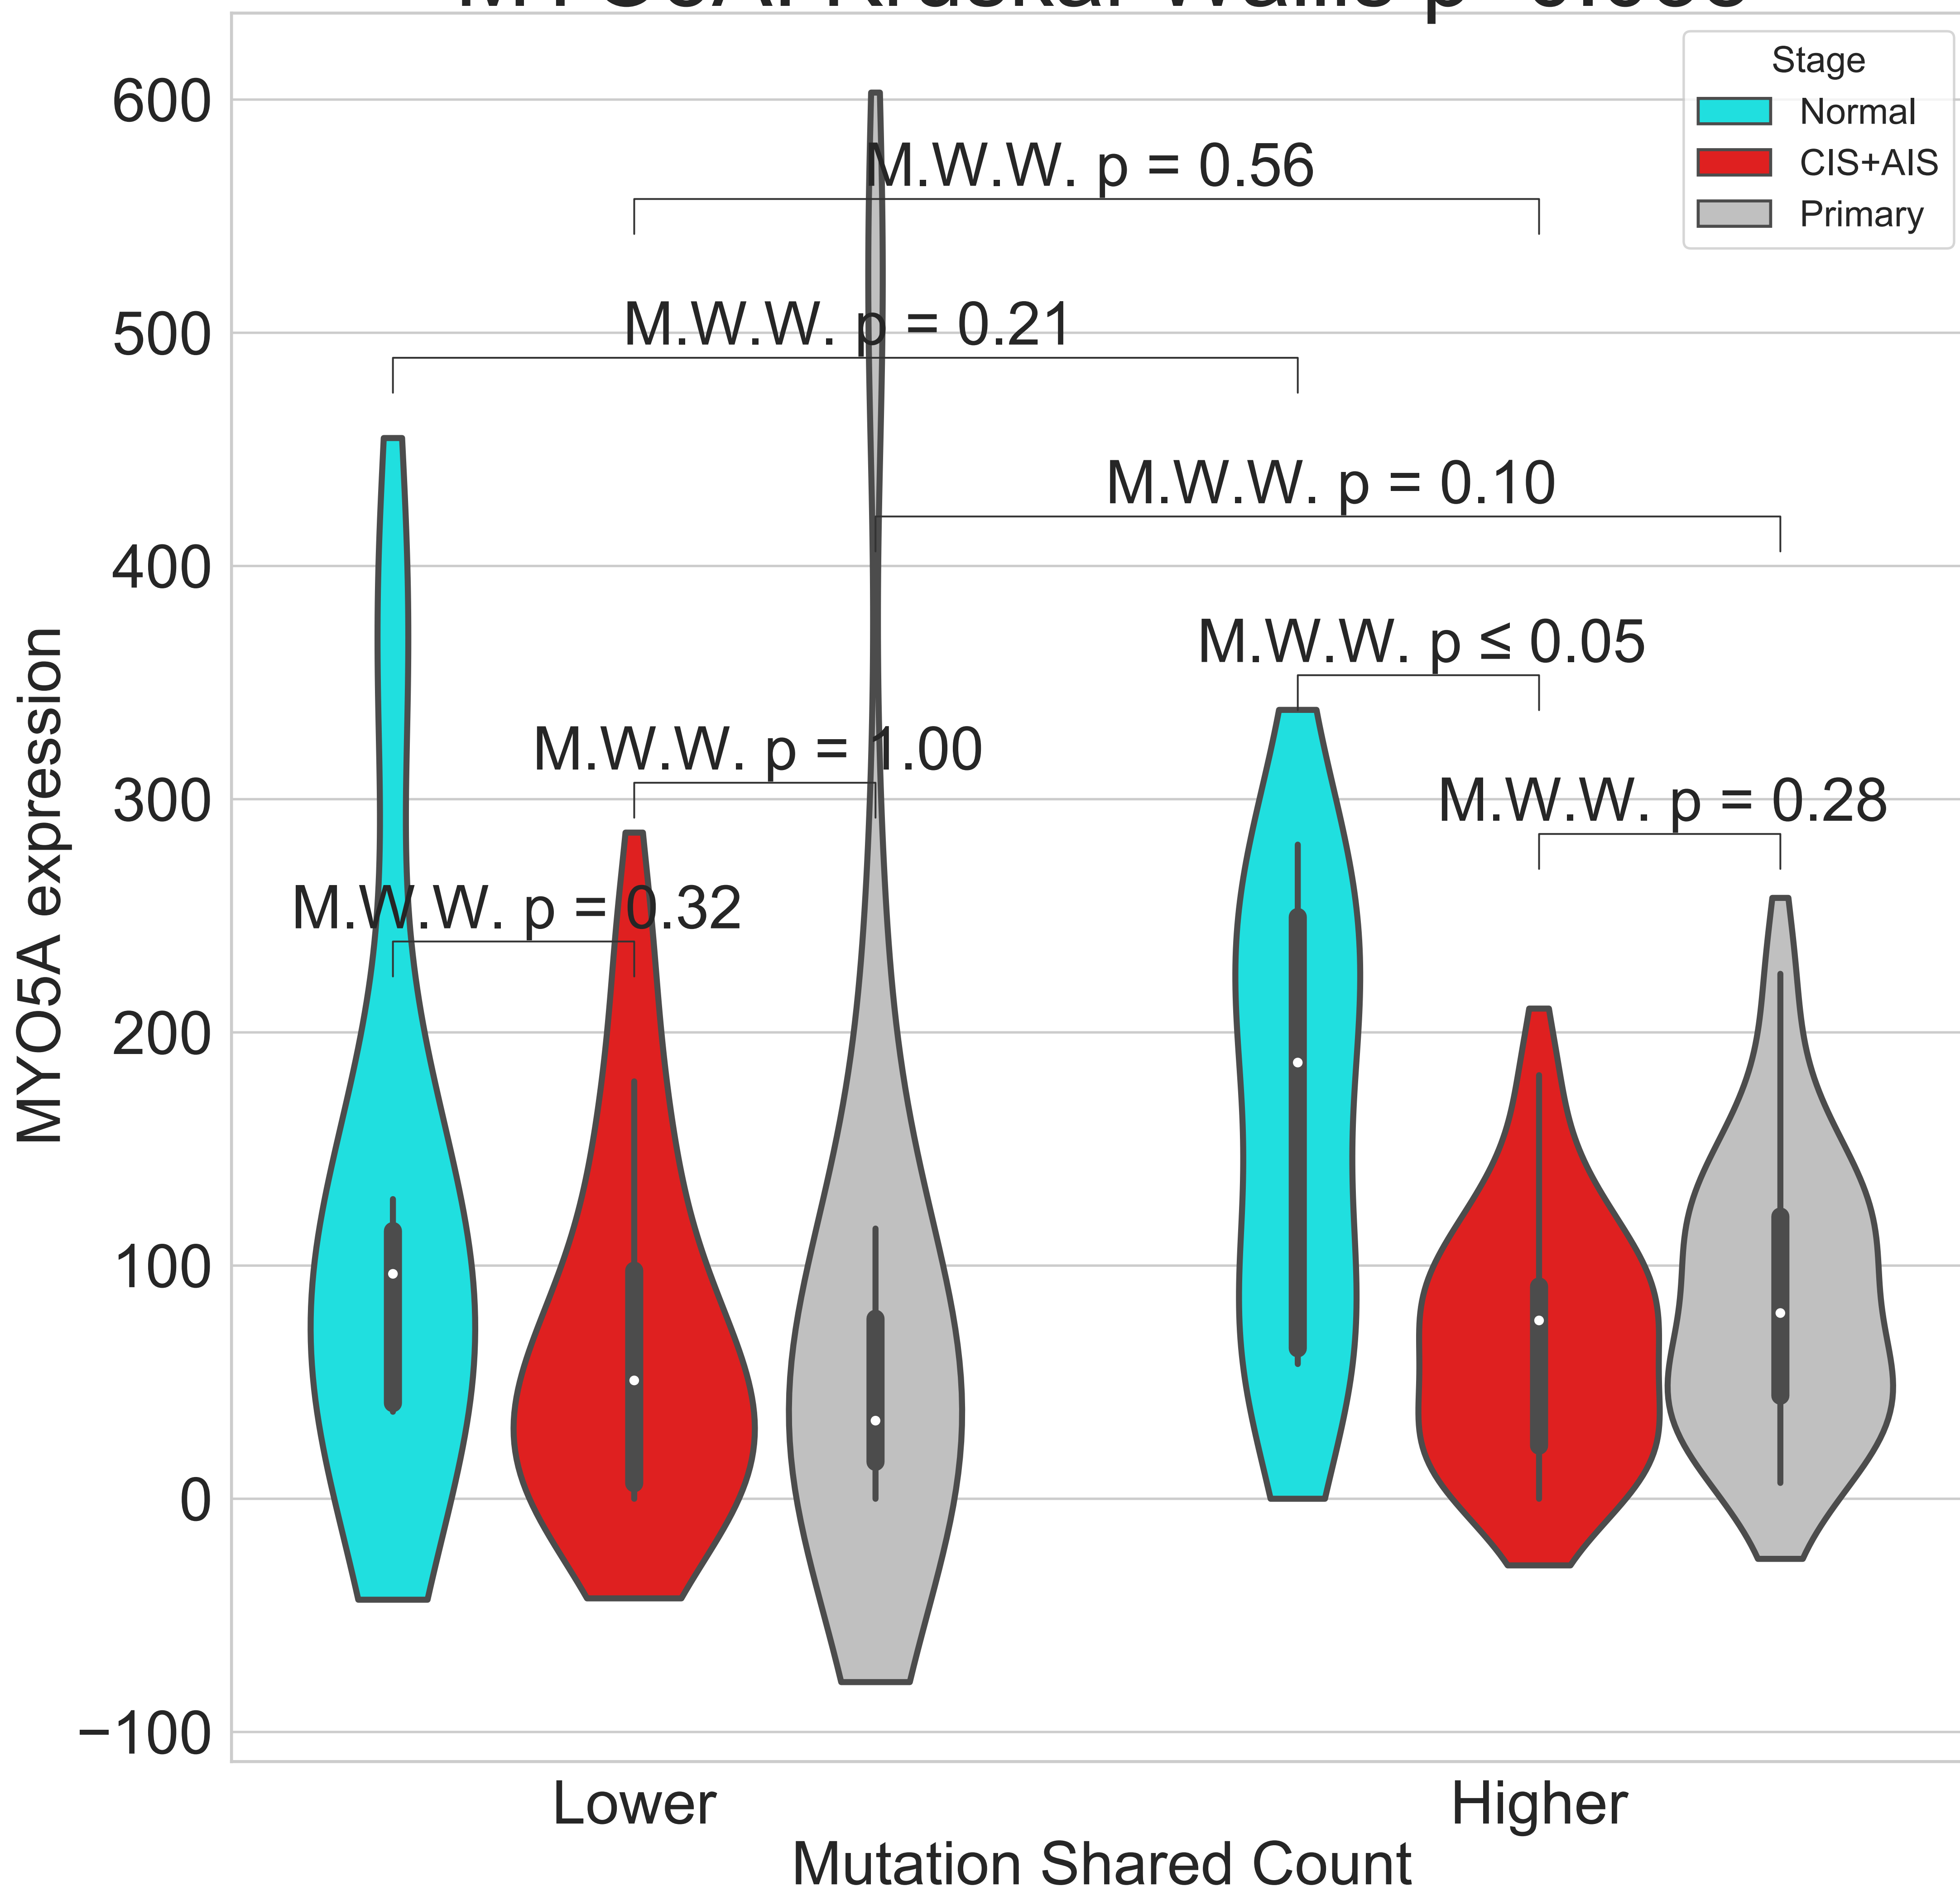 Stage
Normal
CIS+AIS
Primary
600
500
400
300
200
100
0
−100
MYO5A expression
M.W.W. p = 0.56
M.W.W. p = 0.21
M.W.W. p = 0.10
M.W.W. p ≤ 0.05
M.W.W. p = 1.00
M.W.W. p = 0.28
M.W.W. p = 0.32
Lower
Higher
Mutation Shared Count